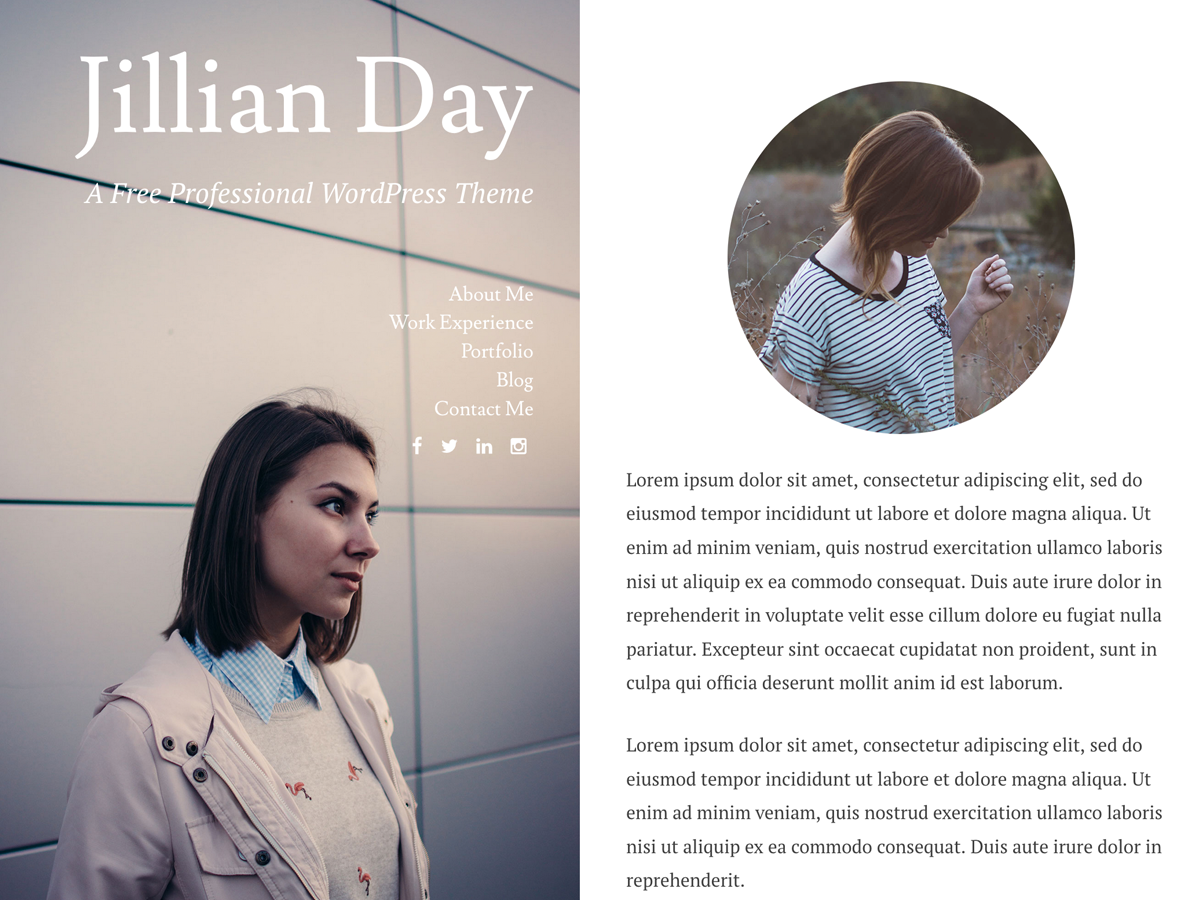 Jillian Day
A Free Professional WordPress Theme
About Me
Work Experience
Portfolio
Blog
Contact Me
Lorem ipsum dolor sit amet, consectetur adipiscing elit, sed do
eiusmod tempor incididunt ut labore et dolore magna aliqua. Ut
enim ad minim veniam, quis nostrud exercitation ullamco laboris
nisi ut aliquip ex ea commodo consequat. Duis aute irure dolor in
reprehenderit in voluptate velit esse cillum dolore eu fugiat nulla
pariatur. Excepteur sint occaecat cupidatat non proident, sunt in
culpa qui officia deserunt mollit anim id est laborum.
Lorem ipsum dolor sit amet, consectetur adipiscing elit, sed do
eiusmod tempor incididunt ut labore et dolore magna aliqua. Ut
enim ad minim veniam, quis nostrud exercitation ullamco laboris
nisi ut aliquip ex ea commodo consequat. Duis aute irure dolor in
reprehenderit.